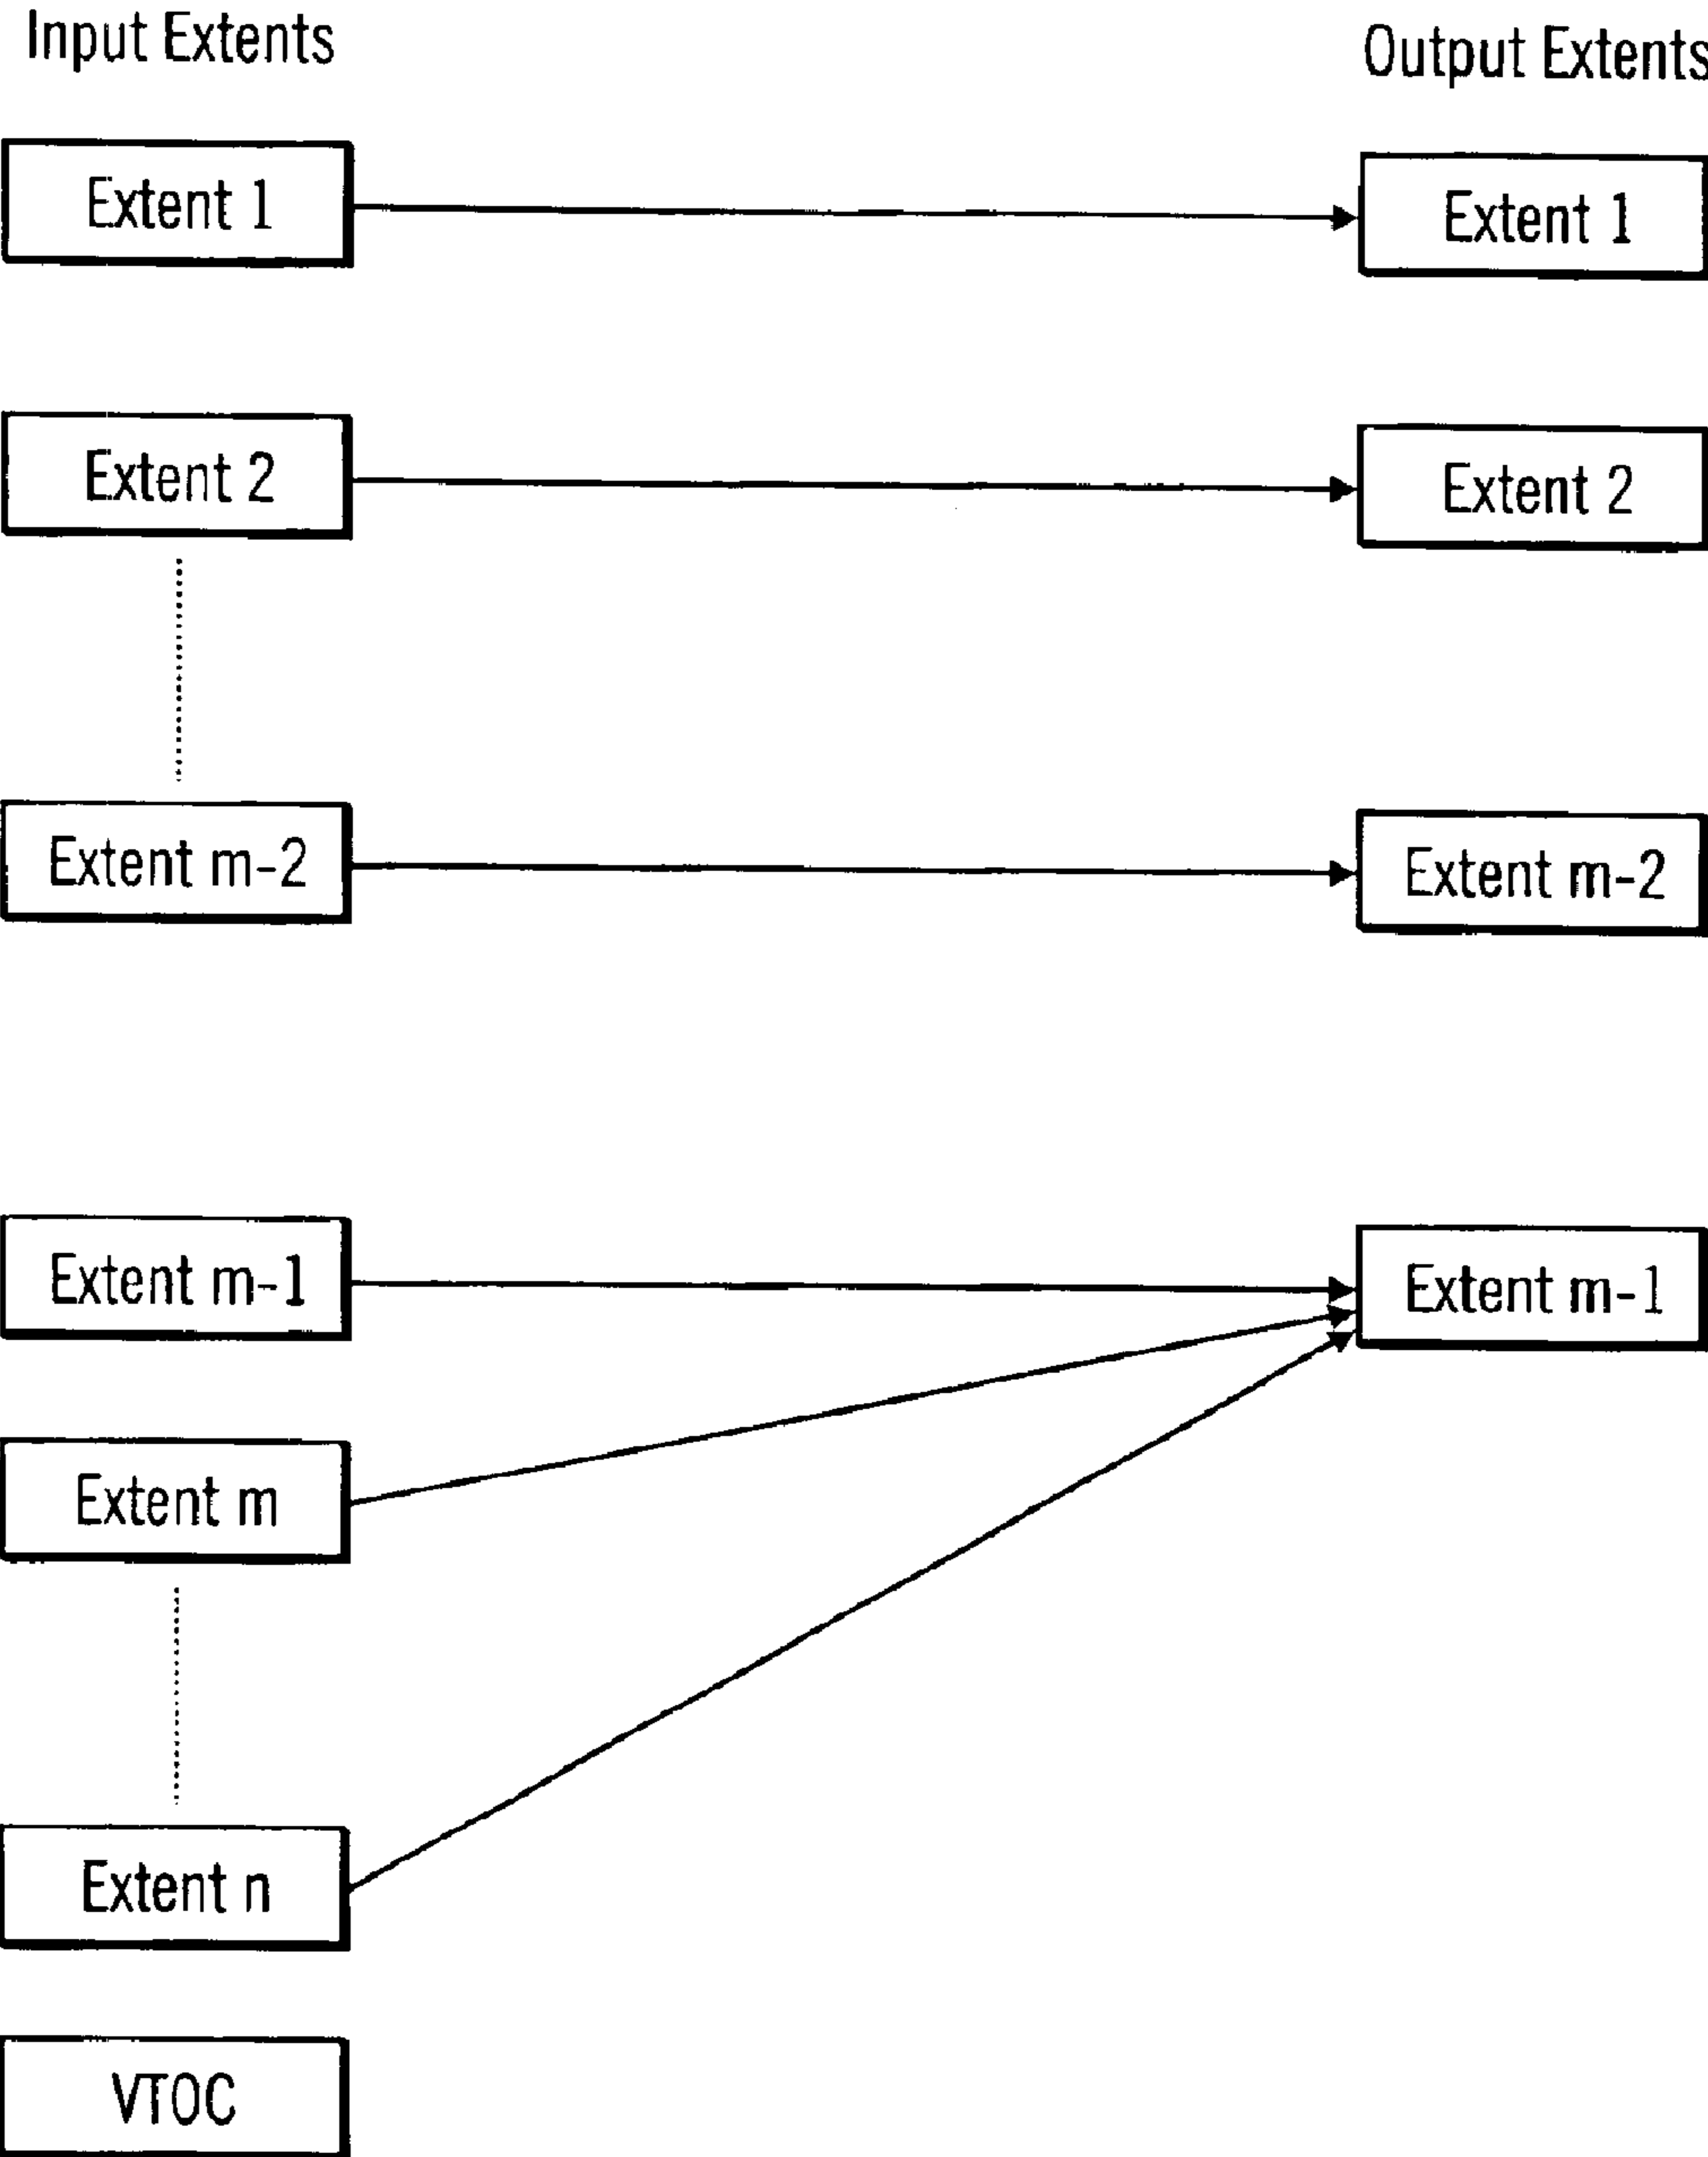 Input Extents
Output Extents
Extent 1
Extent 1
Extent 2
Extent 2
Extent m-2
Extent m-2
Extent m-1
Extent m-1
Extent m
Extent n
VTOC